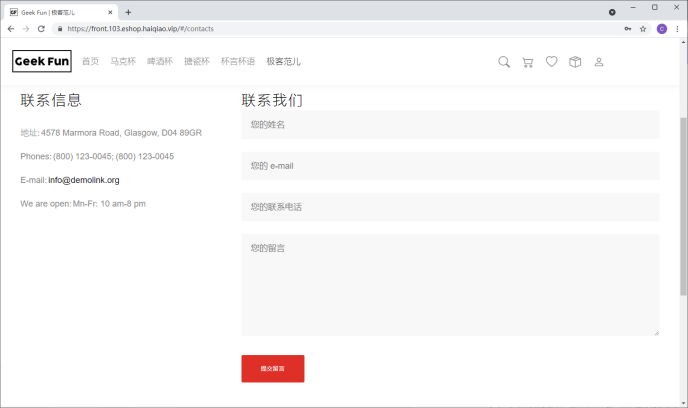 Geek Fun | 极客范儿
https://front.103.eshop.haiqiao.vip/#/contacts
C
Geek Fun 首页 马克杯 啤酒杯 搪瓷杯 杯言杯语 极客范儿
联系信息
地址: 4578 Marmora Road, Glasgow, D04 89GR
Phones: (800) 123-0045; (800) 123-0045
E-mail: info@demolink.org
We are open: Mn-Fr: 10 am-8 pm
联系我们
您的姓名
您的 e-mail
您的联系电话
您的留言
提交留言